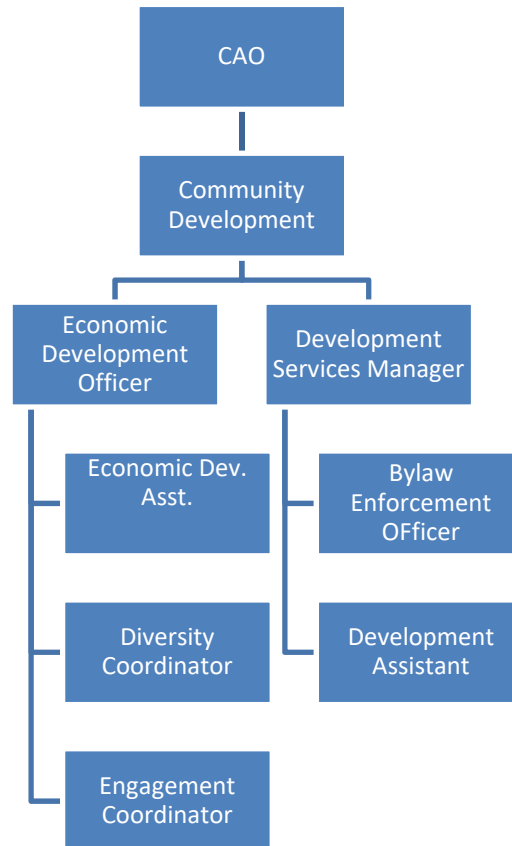 CAO
Community
Development
Economic
Development
Officer
Development
Services Manager
Economic Dev.
Asst.
Bylaw
Enforcement
OFficer
Diversity
Coordinator
Development
Assistant
Engagement
Coordinator